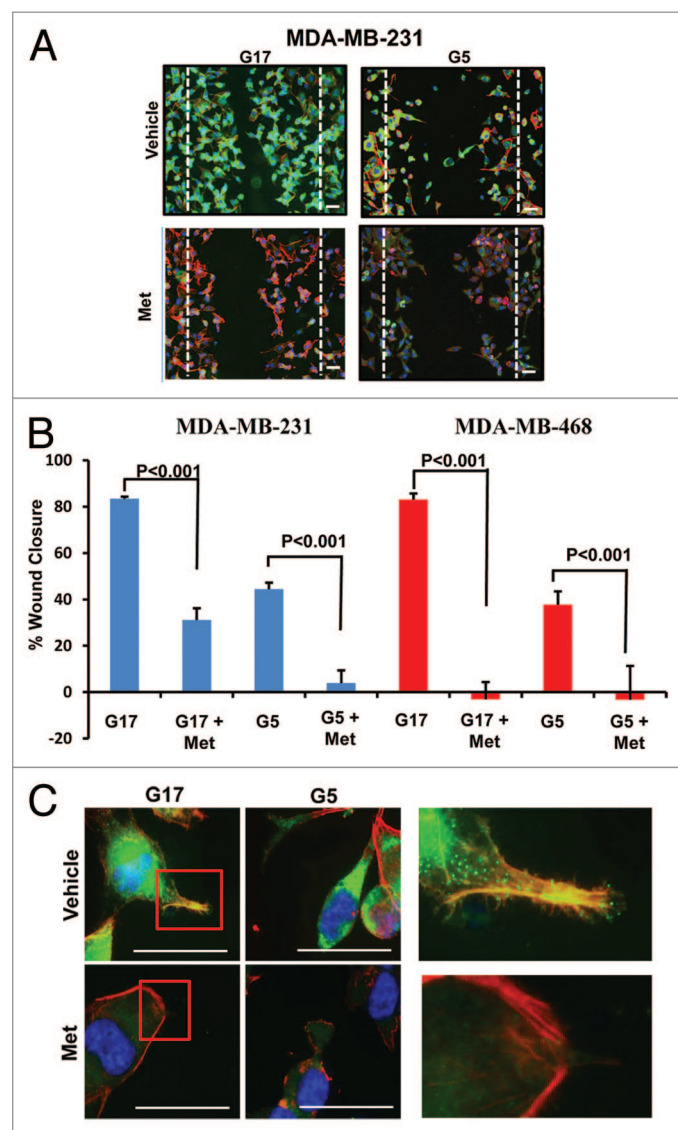 A
MDA-MB-231
G17 G5
Vehicle
Met
B
MDA-MB-231 MDA-MB-468
100
80
60
40
20
0
-20
% Wound Closure
P<0.001
P<0.001
P<0.001
P<0.001
G17
G17 +
Met
G5
G5 +
Met
G17
G17 +
Met
G5
G5 +
Met
C
G17 G5
Vehicle
Met